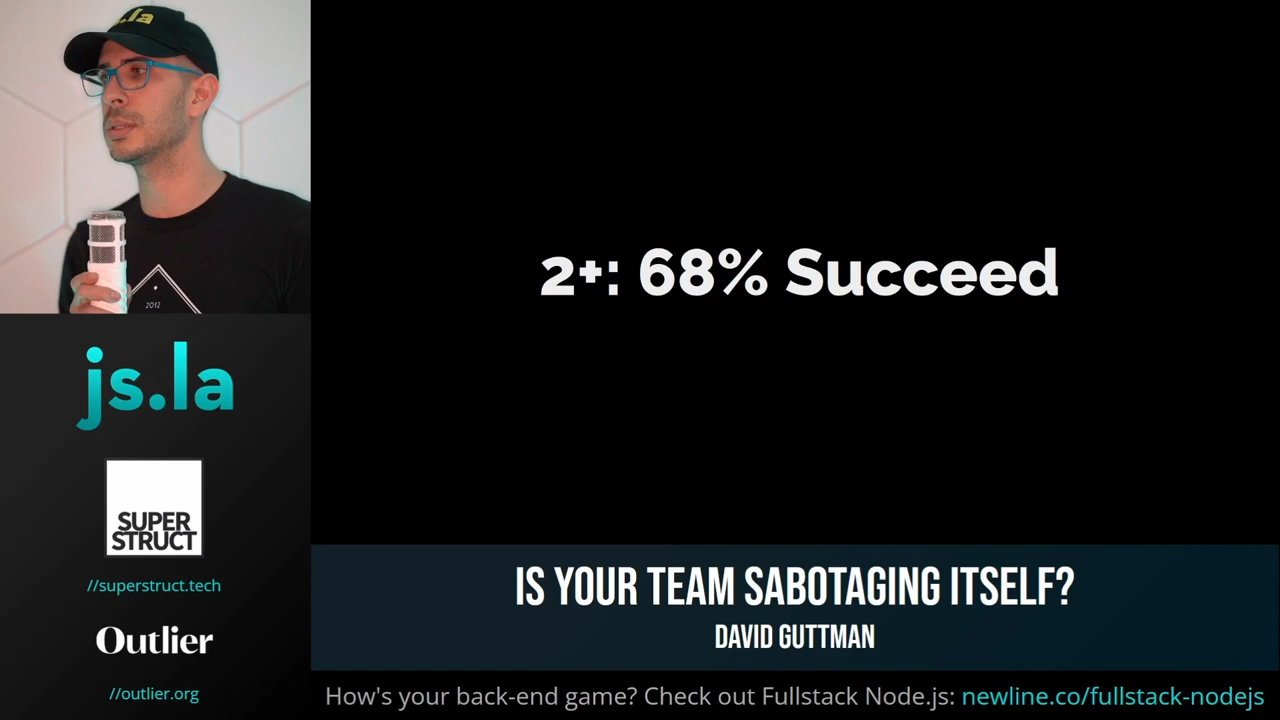 js.la
2012
js.la
SUPER
STRUCT
//superstruct.tech
Outlier
//outlier.org
2+: 68% Succeed
IS YOUR TEAM SABOTAGING ITSELF?
DAVID GUTTMAN
How's your back-end game? Check out Fullstack Node.js: newline.co/fullstack-nodejs